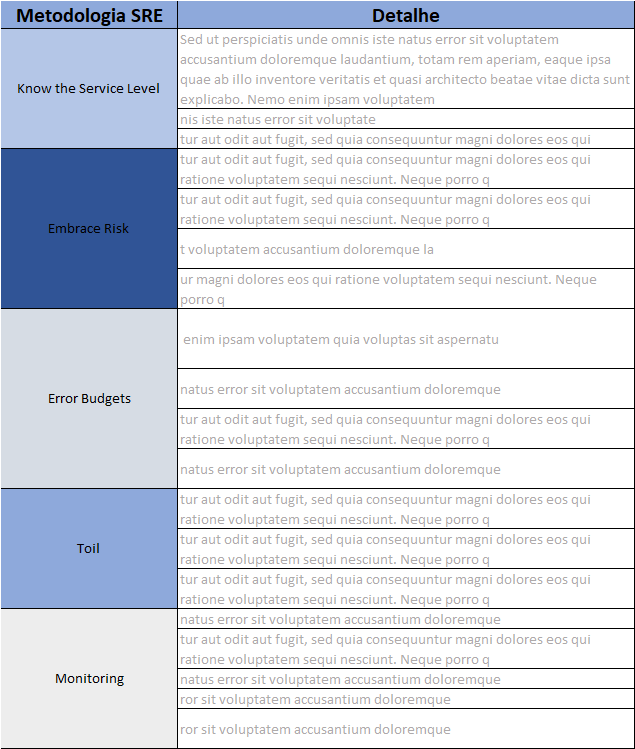 Metodologia SRE
Detalhe
Know the Service Level
Sed ut perspiciatis unde omnis iste natus error sit voluptatem
accusantium doloremque laudantium, totam rem aperiam, eaque ipsa
quae ab illo inventore veritatis et quasi architecto beatae vitae dicta sunt
explicabo. Nemo enim ipsam voluptatem
nis iste natus error sit voluptate
tur aut odit aut fugit, sed quia consequuntur magni dolores eos qui
Embrace Risk
tur aut odit aut fugit, sed quia consequuntur magni dolores eos qui
ratione voluptatem sequi nesciunt. Neque porro q
tur aut odit aut fugit, sed quia consequuntur magni dolores eos qui
ratione voluptatem sequi nesciunt. Neque porro q
t voluptatem accusantium doloremque la
ur magni dolores eos qui ratione voluptatem sequi nesciunt. Neque
porro q
Error Budgets
enim ipsam voluptatem quia voluptas sit aspernatu
natus error sit voluptatem accusantium doloremque
tur aut odit aut fugit, sed quia consequuntur magni dolores eos qui
ratione voluptatem sequi nesciunt. Neque porro q
natus error sit voluptatem accusantium doloremque
Toil
tur aut odit aut fugit, sed quia consequuntur magni dolores eos qui
ratione voluptatem sequi nesciunt. Neque porro q
tur aut odit aut fugit, sed quia consequuntur magni dolores eos qui
ratione voluptatem sequi nesciunt. Neque porro q
tur aut odit aut fugit, sed quia consequuntur magni dolores eos qui
ratione voluptatem sequi nesciunt. Neque porro q
Monitoring
natus error sit voluptatem accusantium doloremque
tur aut odit aut fugit, sed quia consequuntur magni dolores eos qui
ratione voluptatem sequi nesciunt. Neque porro q
natus error sit voluptatem accusantium doloremque
ror sit voluptatem accusantium doloremque
ror sit voluptatem accusantium doloremque